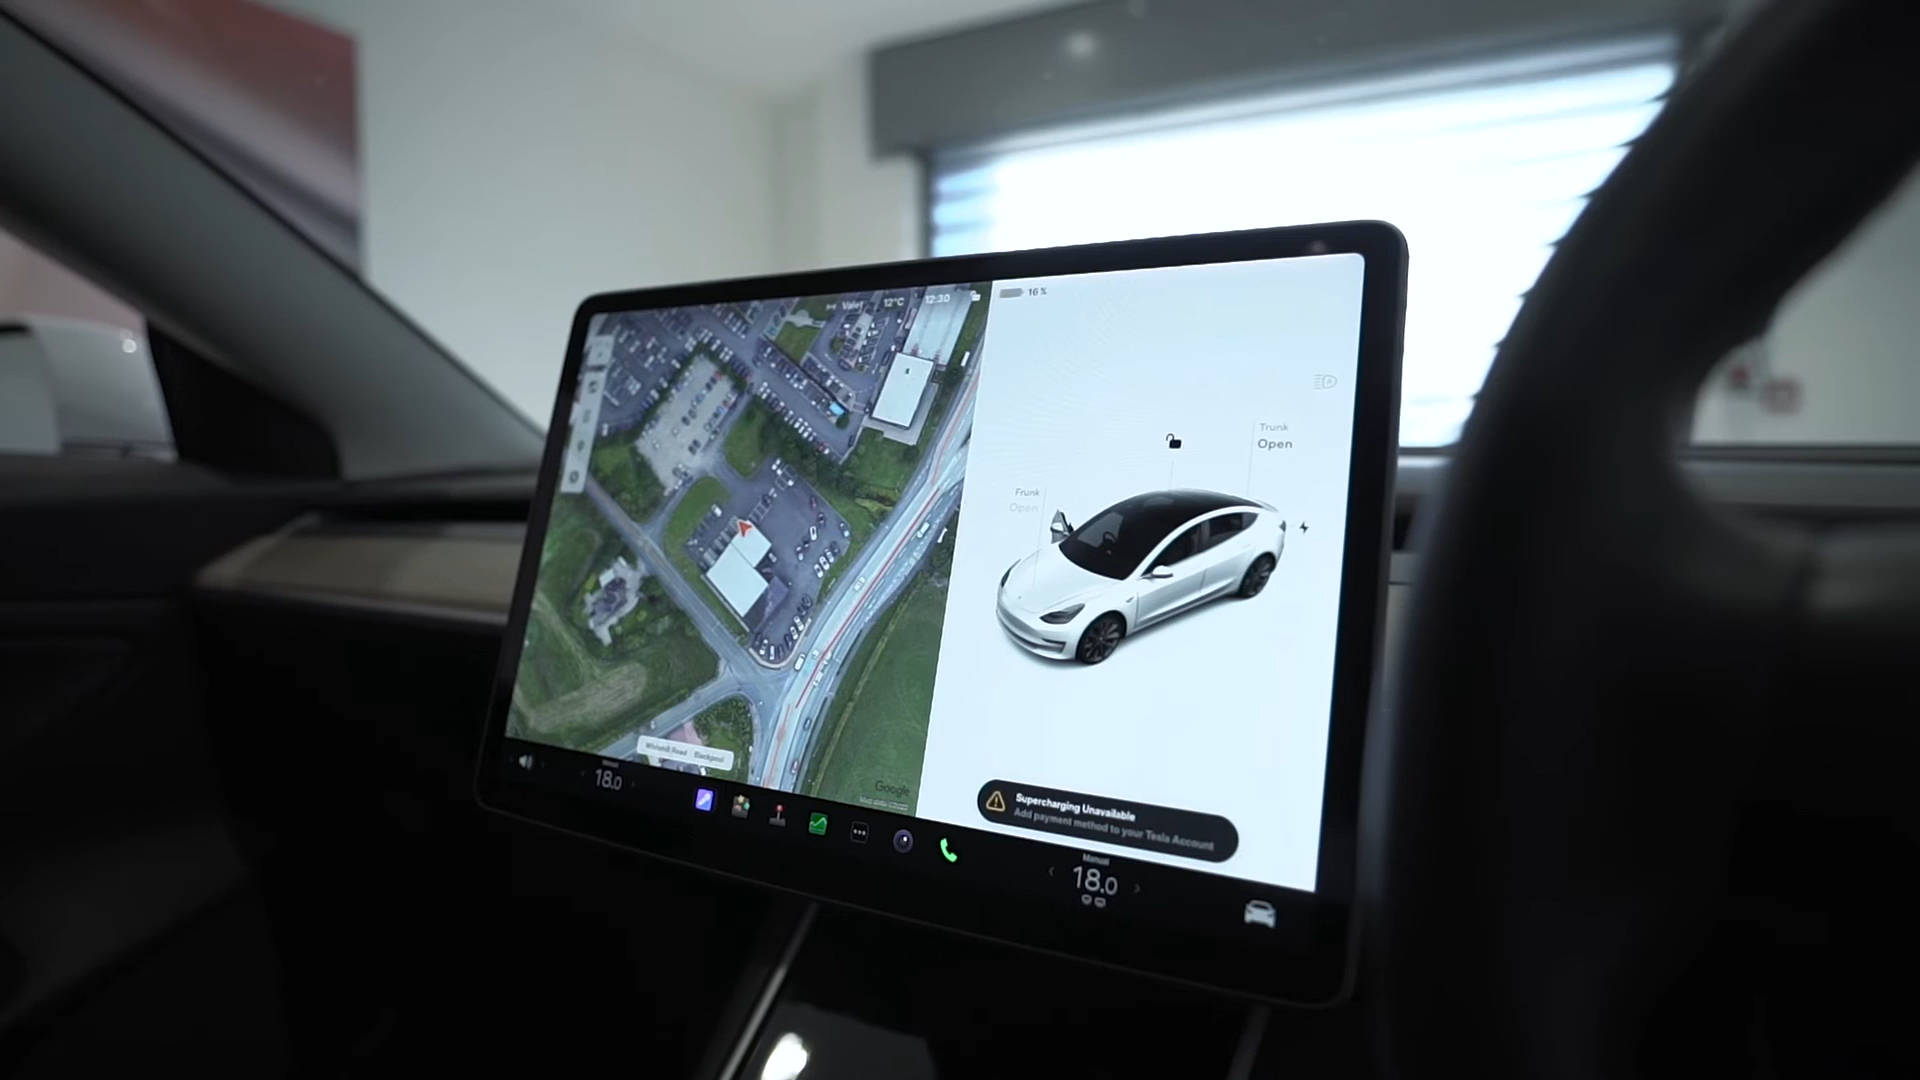 Valet 12°C 12:30
16 %
Trunk
Open
Frunk
Open
Whitehill Road | Blackpool
Google
Supercharging Unavailable
Add payment method to your Tesla Account
Manual
18.0
Manual
18.0